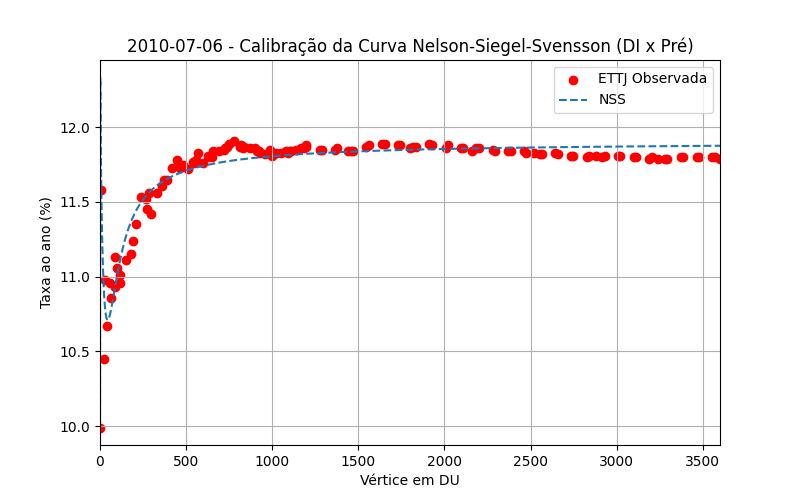 2010-07-06 - Calibração da Curva Nelson-Siegel-Svensson (DI x Pré)
ETTJ Observada
NSS
Taxa ao ano (%)
12.0
11.5
11.0
10.5
10.0
0 500 1000 1500 2000 2500 3000 3500
Vértice em DU